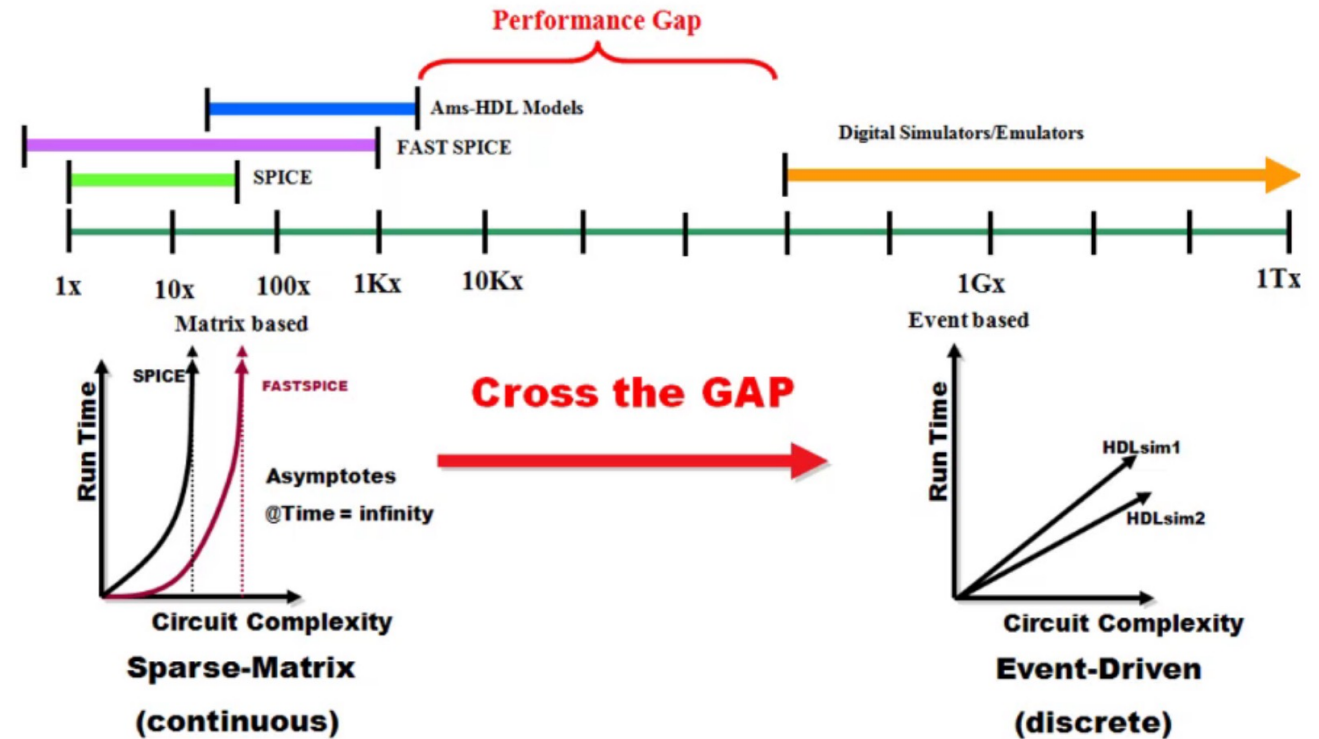 Performance Gap
Ams-HDL Models
FAST SPICE
SPICE
Digital Simulators/Emulators
1x
10x
100x
1Kx
10Kx
1Gx
1Tx
Matrix based
Event based
SPICE
FASTSPICE
Run Time
Asymptotes
@Time = infinity
Circuit Complexity
Sparse-Matrix
(continuous)
Cross the GAP
Run Time
HDLsim1
HDLsim2
Circuit Complexity
Event-Driven
(discrete)